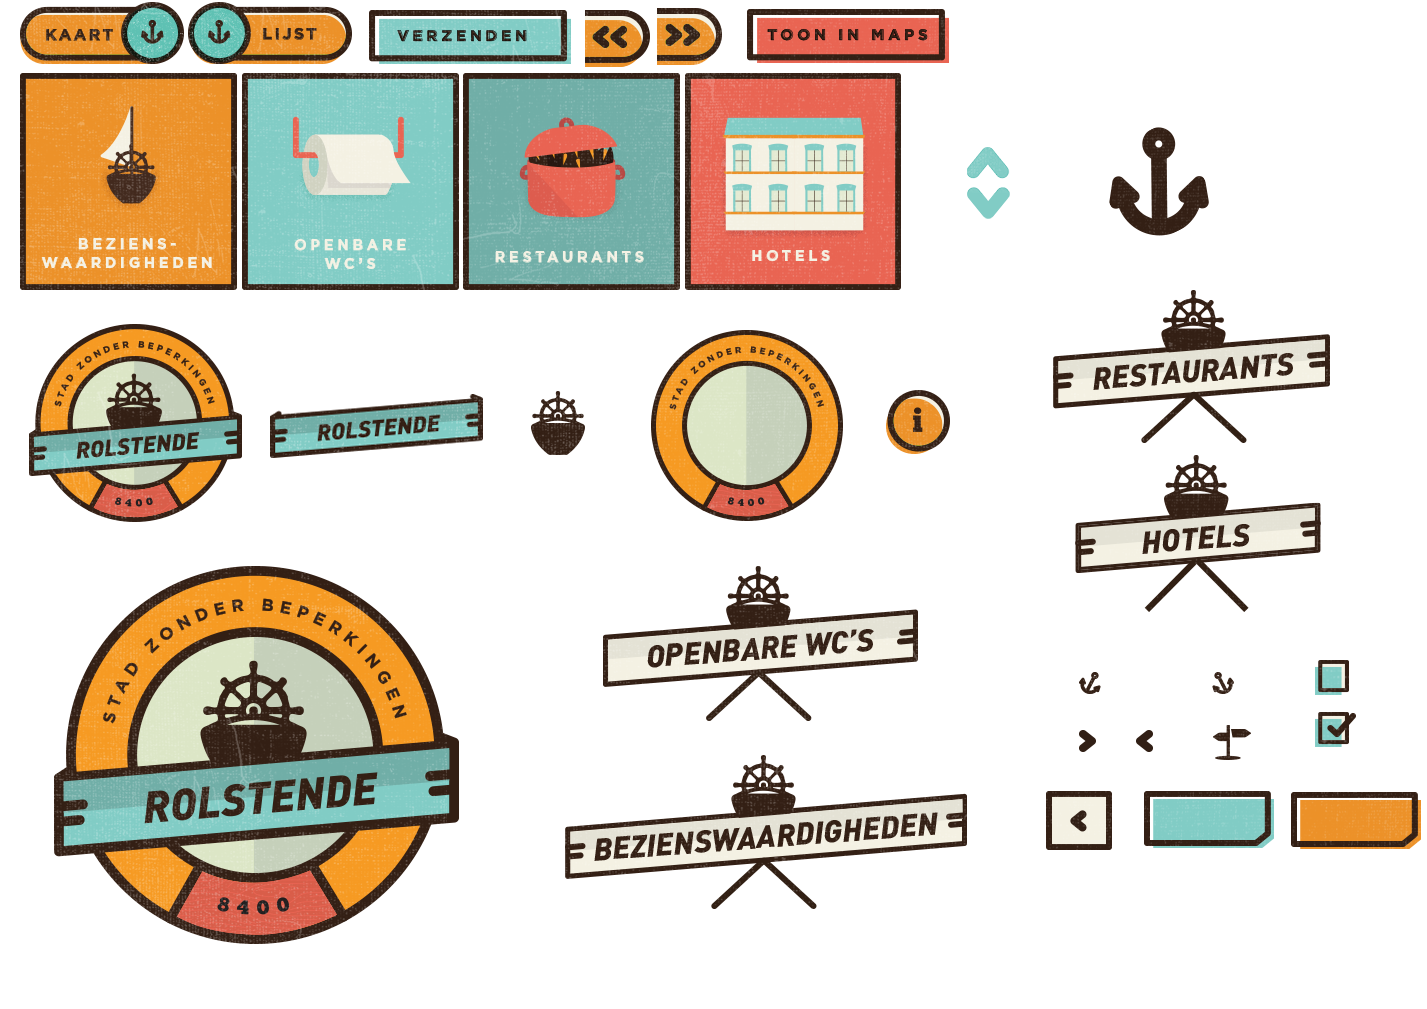 KAART
LIJST
VERZENDEN
TOON IN MAPS
BEZIENS-
WAARDIGHEDEN
OPENBARE
WC'S
RESTAURANTS
HOTELS
STAD ZONDER BEPERKINGEN
ROLSTENDE
8400
ROLSTENDE
STAD ZONDER BEPERKINGEN
8400
i
RESTAURANTS
HOTELS
STAD ZONDER BEPERKINGEN
ROLSTENDE
8400
OPENBARE WC'S
BEZIENSWAARDIGHEDEN